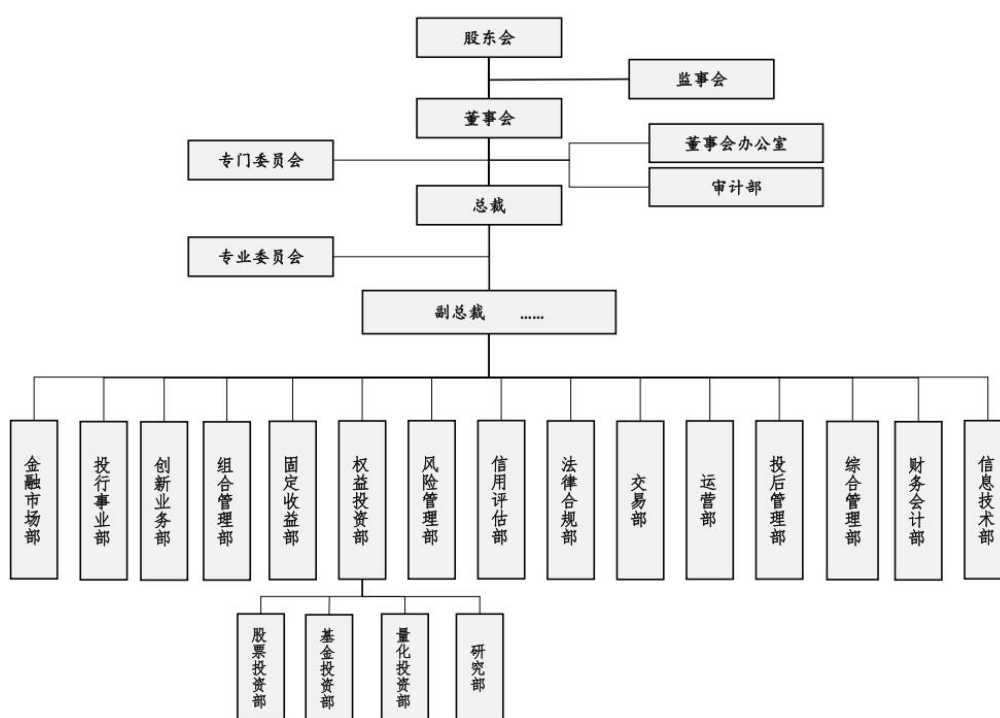 股东会
监事会
董事会
董事会办公室
专门委员会
审计部
总裁
专业委员会
副总裁 ……
金融市场部
投行事业部
创新业务部
组合管理部
固定收益部
权益投资部
风险管理部
信用评估部
法律合规部
交易部
运营部
投后管理部
综合管理部
财务会计部
信息技术部
股票投资部
基金投资部
量化投资部
研究部